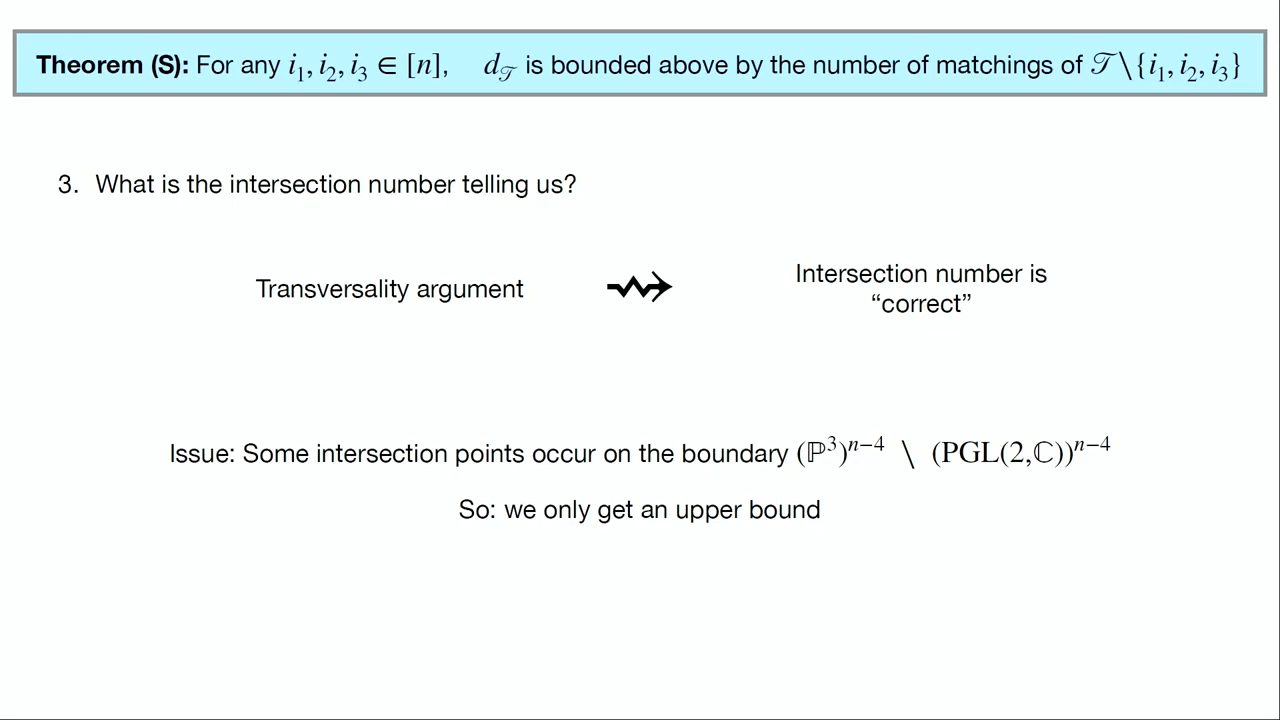 Theorem (S): For any i₁, i₂, i₃ ∈ [n], d_𝒯 is bounded above by the number of matchings of 𝒯∖{i₁, i₂, i₃}
3. What is the intersection number telling us?
Transversality argument
Intersection number is
“correct”
Issue: Some intersection points occur on the boundary (ℙ³)ⁿ⁻⁴ ∖ (PGL(2,ℂ))ⁿ⁻⁴
So: we only get an upper bound